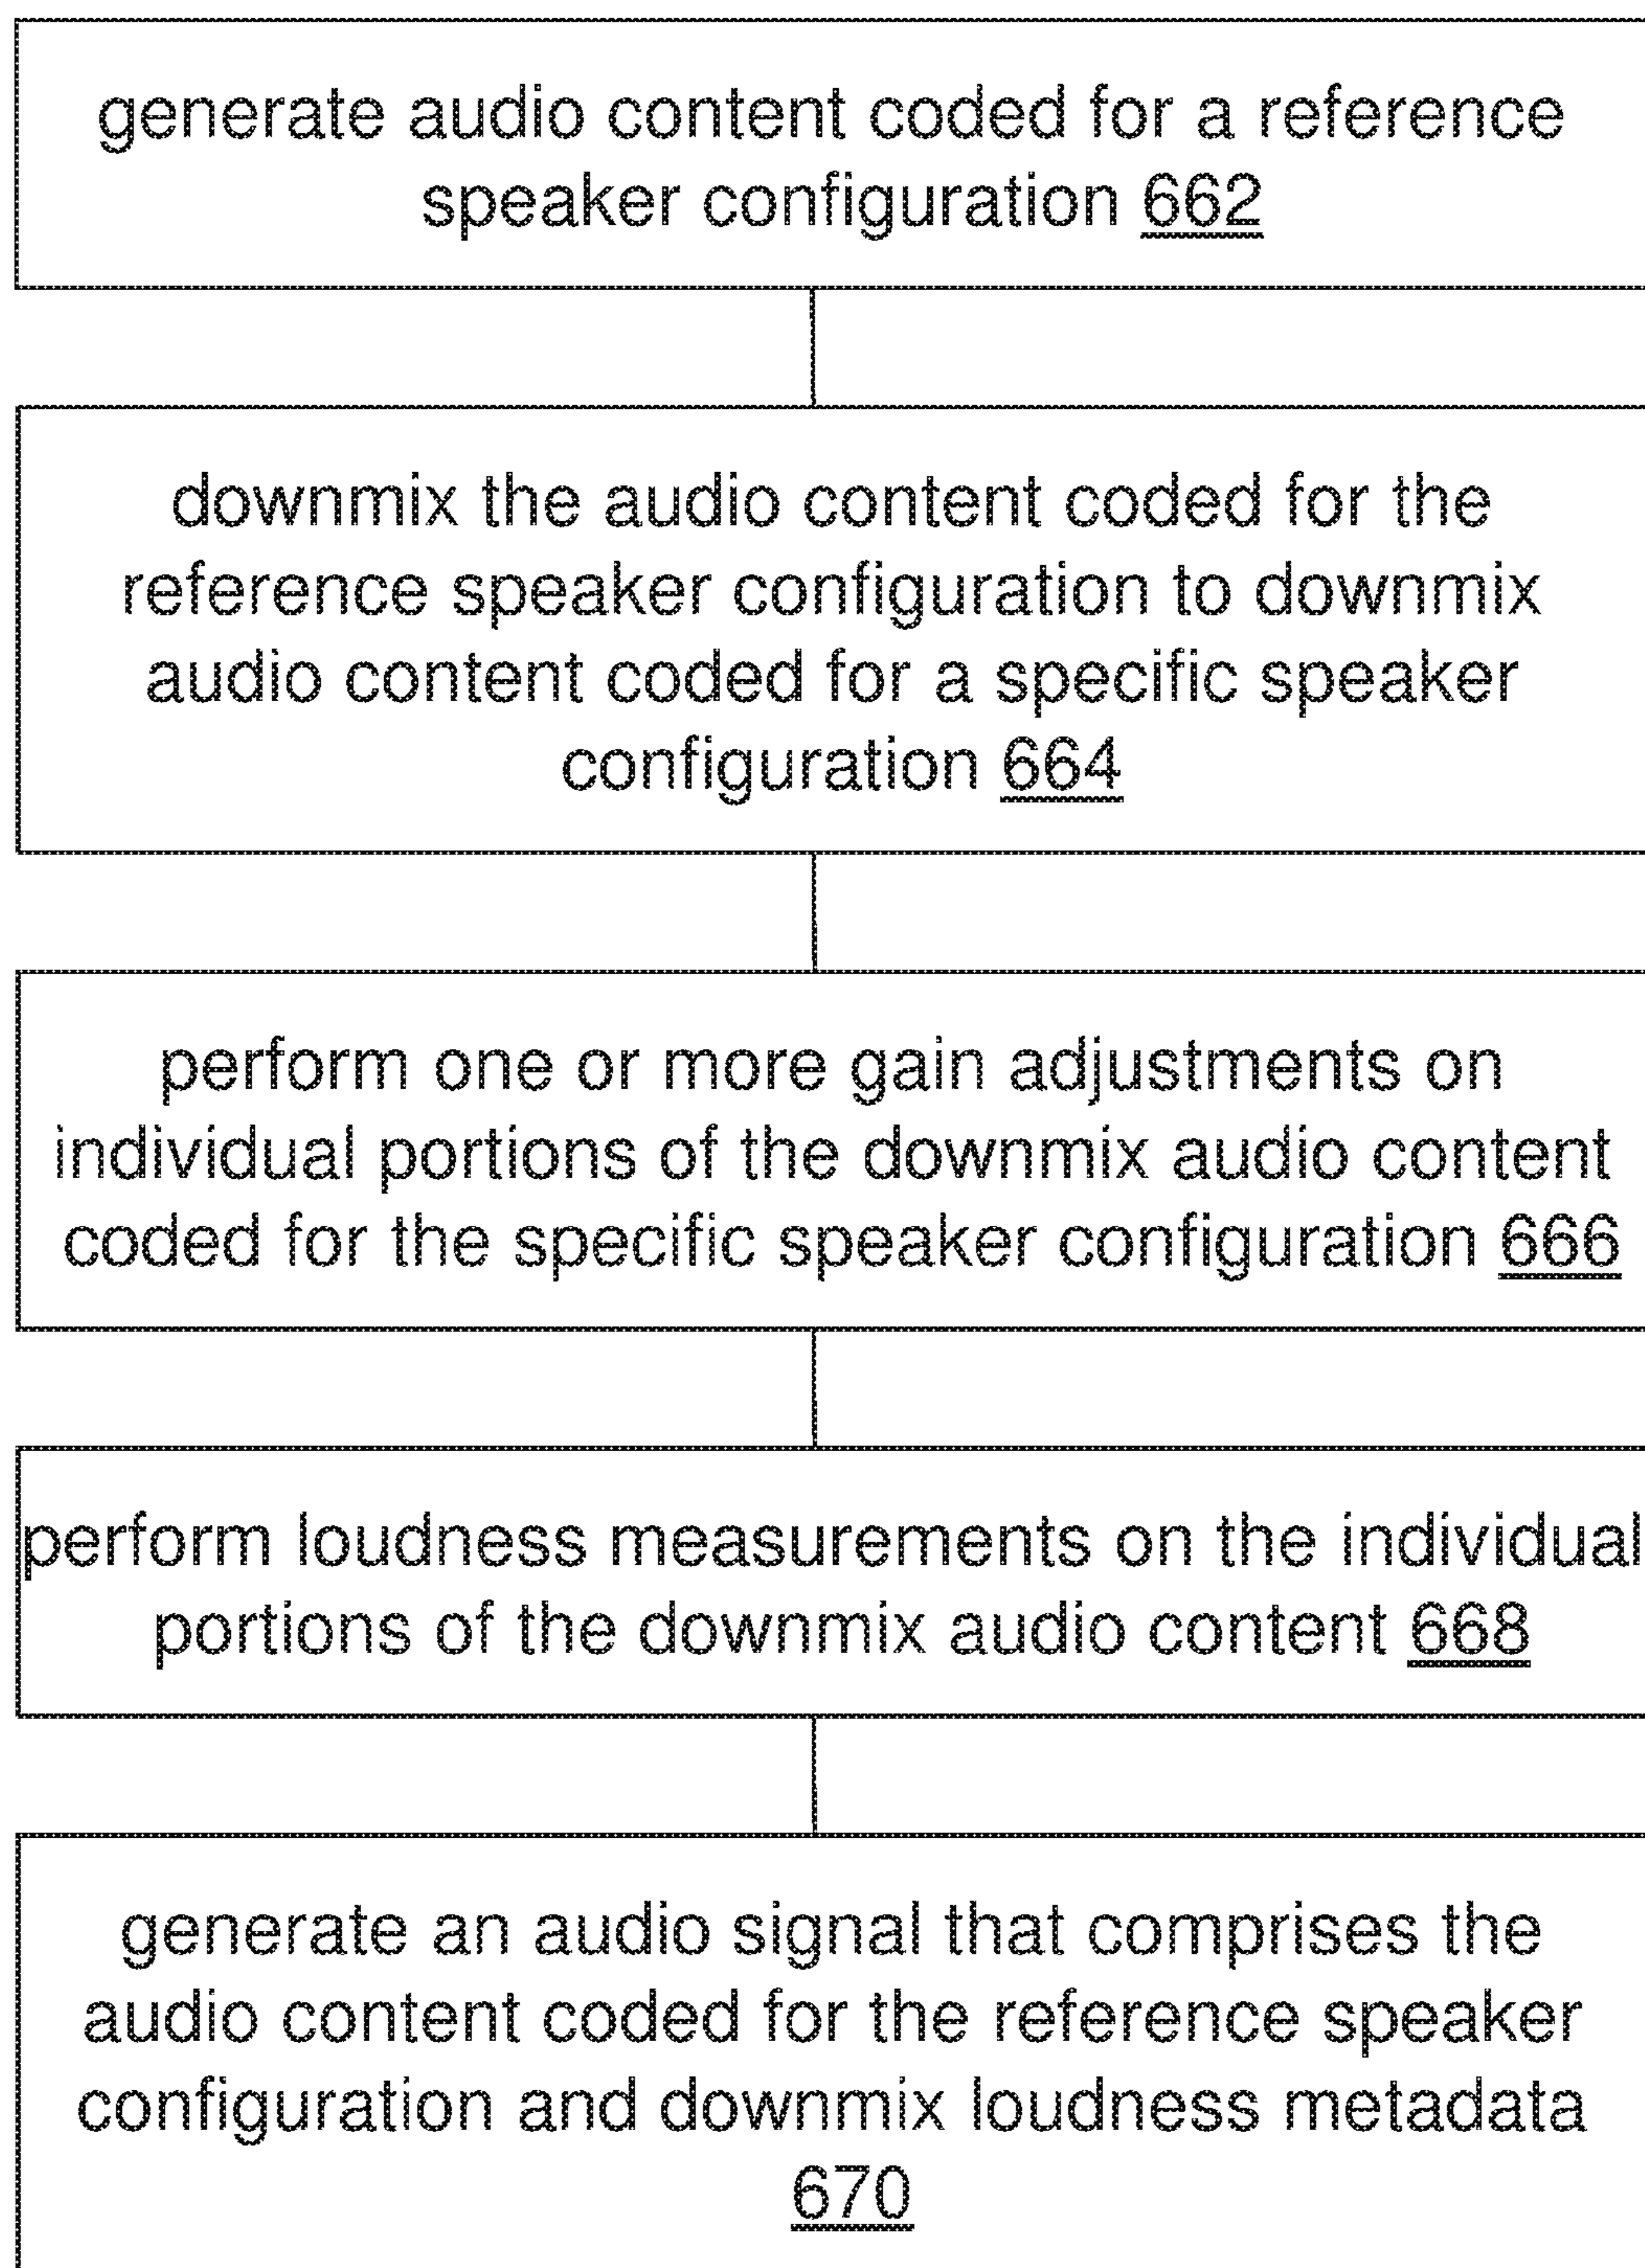 generate audio content coded for a reference
speaker configuration 662
downmix the audio content coded for the
reference speaker configuration to downmix
audio content coded for a specific speaker
configuration 664
perform one or more gain adjustments on
individual portions of the downmix audio content
coded for the specific speaker configuration 666
perform loudness measurements on the individual
portions of the downmix audio content 668
generate an audio signal that comprises the
audio content coded for the reference speaker
configuration and downmix loudness metadata
670